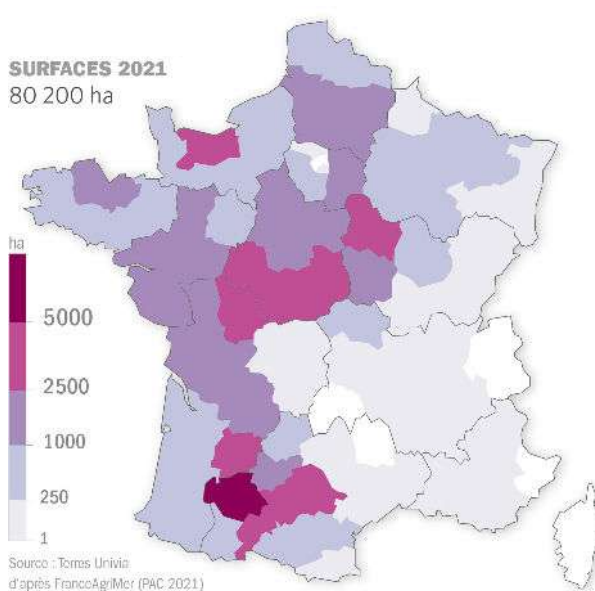 SURFACES 2021
80 200 ha
ha
5000
2500
1000
250
1
Source : Terres Univia
d'après FranceAgriMer (PAC 2021)